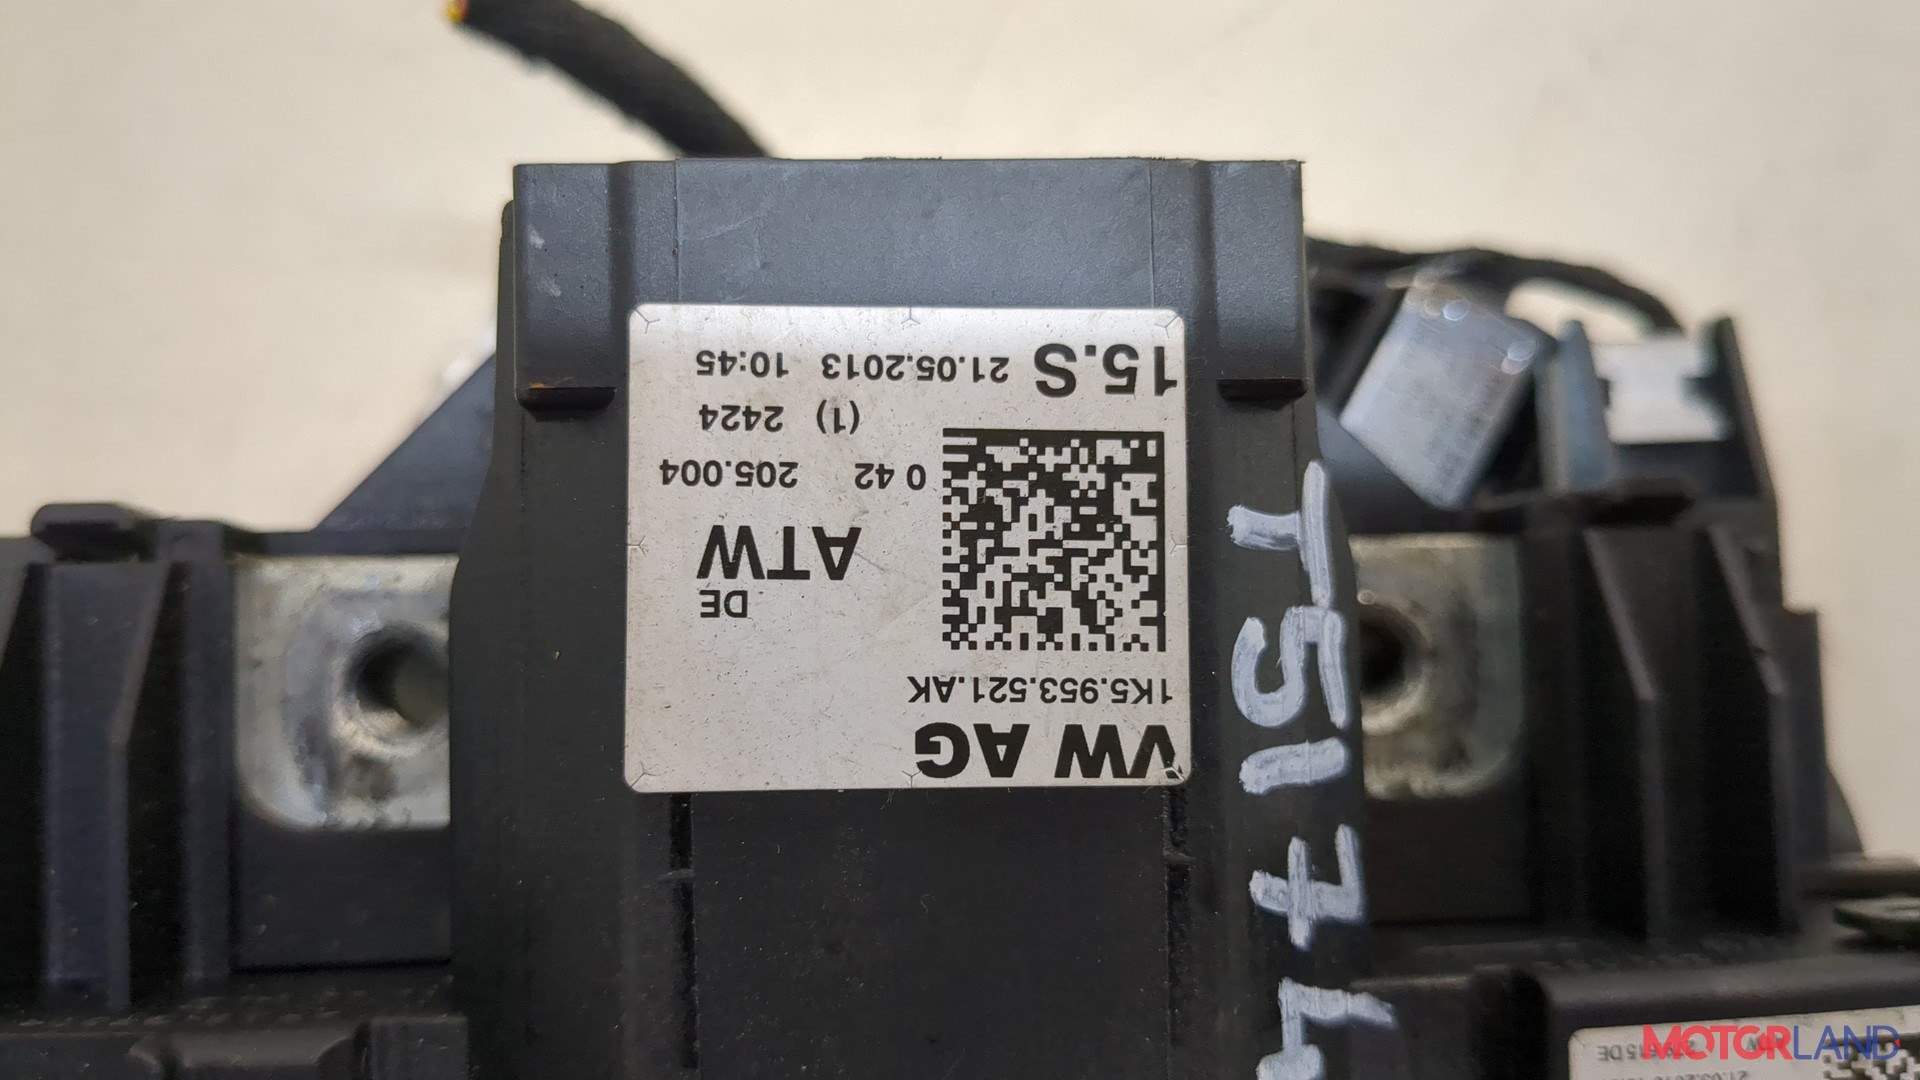 VW AG
1K5.953.521.AK
DE
ATW
0 42 205.004
(1) 2424
15.S 21.05.2013 10:45
T5174
MOTORLAND